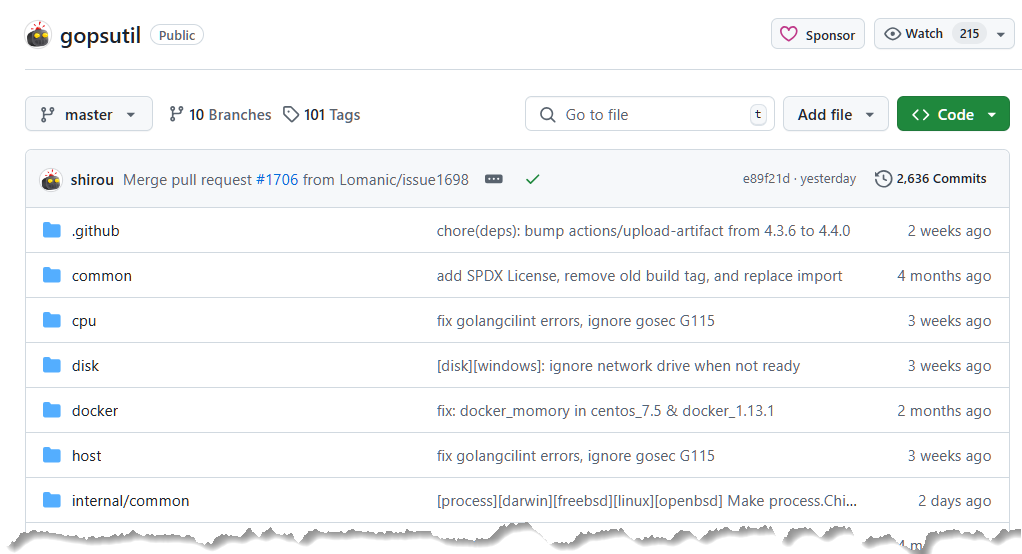 gopsutil Public Sponsor Watch 215
master 10 Branches 101 Tags Go to file t Add file Code
shirou Merge pull request #1706 from Lomanic/issue1698 e89f21d · yesterday 2,636 Commits
.github chore(deps): bump actions/upload-artifact from 4.3.6 to 4.4.0 2 weeks ago
common add SPDX License, remove old build tag, and replace import 4 months ago
cpu fix golangcilint errors, ignore gosec G115 3 weeks ago
disk [disk][windows]: ignore network drive when not ready 3 weeks ago
docker fix: docker_momory in centos_7.5 & docker_1.13.1 2 months ago
host fix golangcilint errors, ignore gosec G115 3 weeks ago
internal/common [process][darwin][freebsd][linux][openbsd] Make process.Chi... 2 days ago